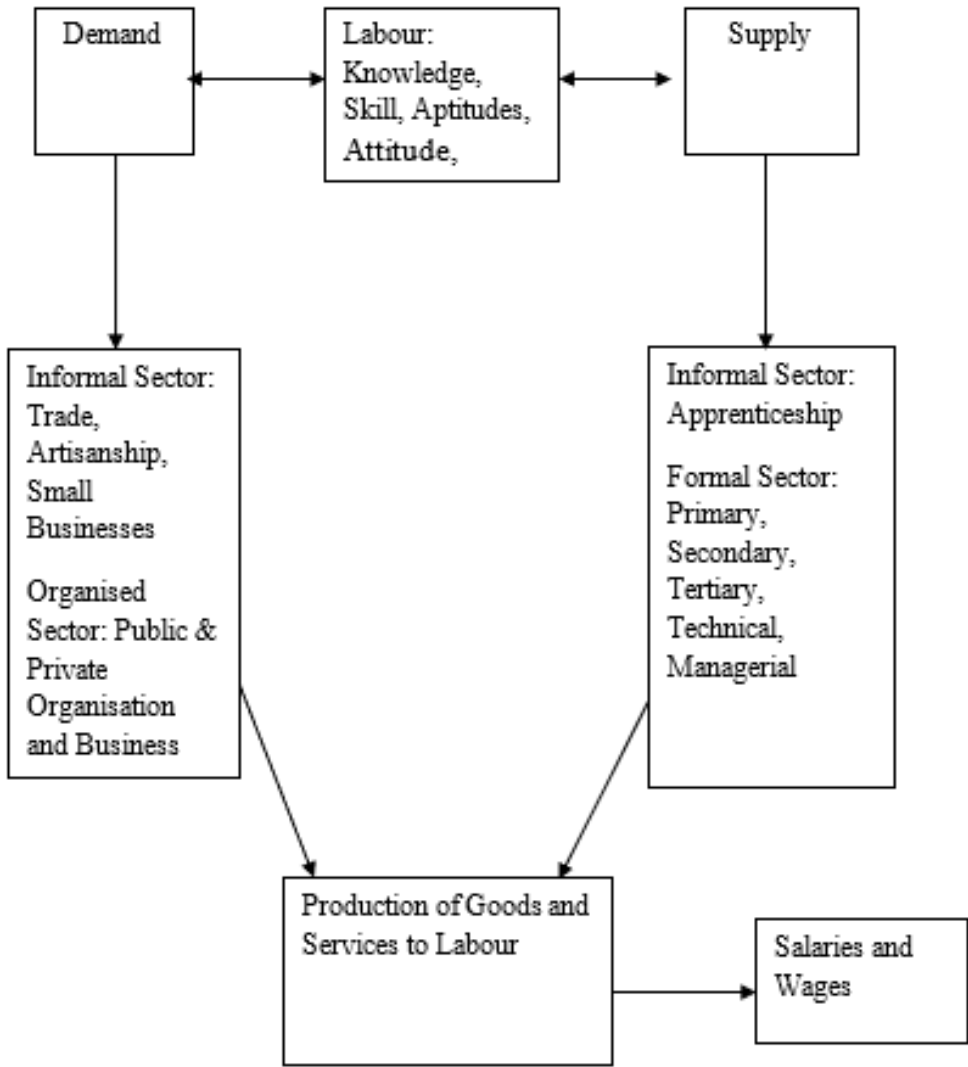 Demand
Labour:
Knowledge,
Skill, Aptitudes,
Attitude,
Supply
Informal Sector:
Trade,
Artisanship,
Small
Businesses
Organised
Sector: Public &
Private
Organisation
and Business
Informal Sector:
Apprenticeship
Formal Sector:
Primary,
Secondary,
Tertiary,
Technical,
Managerial
Production of Goods and
Services to Labour
Salaries and
Wages